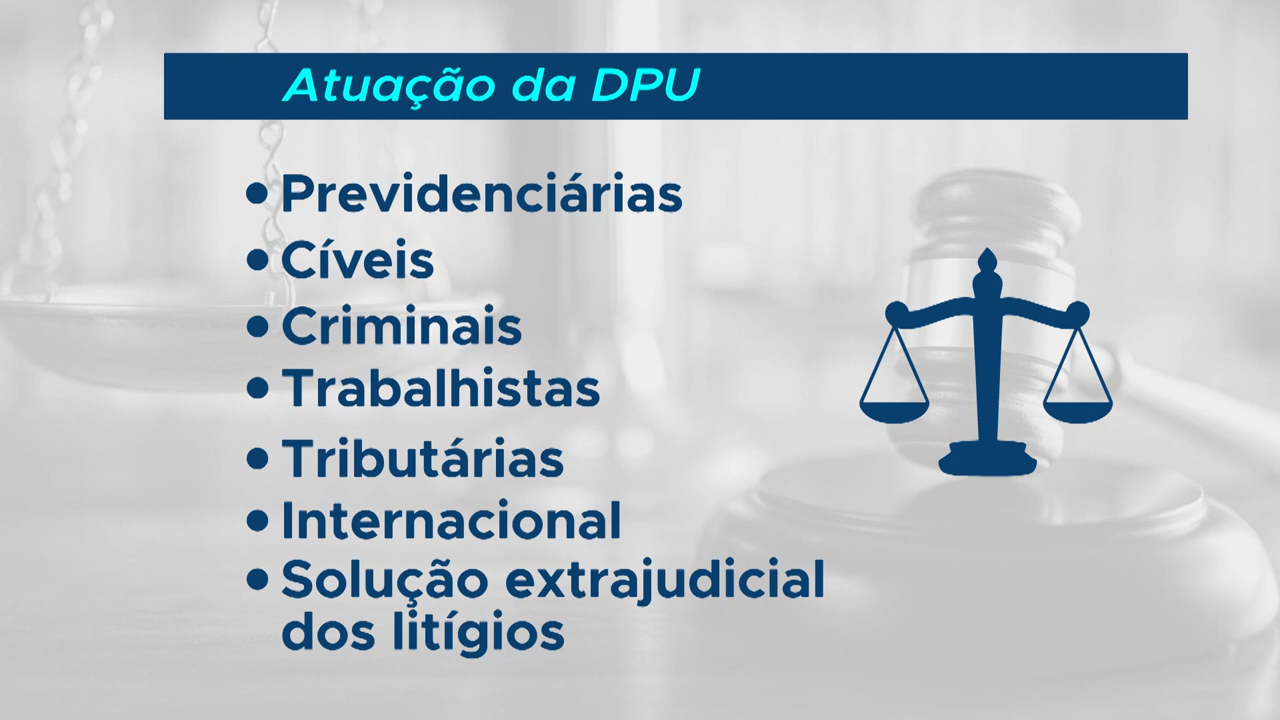 Atuação da DPU
• Previdenciárias
• Cíveis
• Criminais
• Trabalhistas
• Tributárias
• Internacional
• Solução extrajudicial
dos litígios